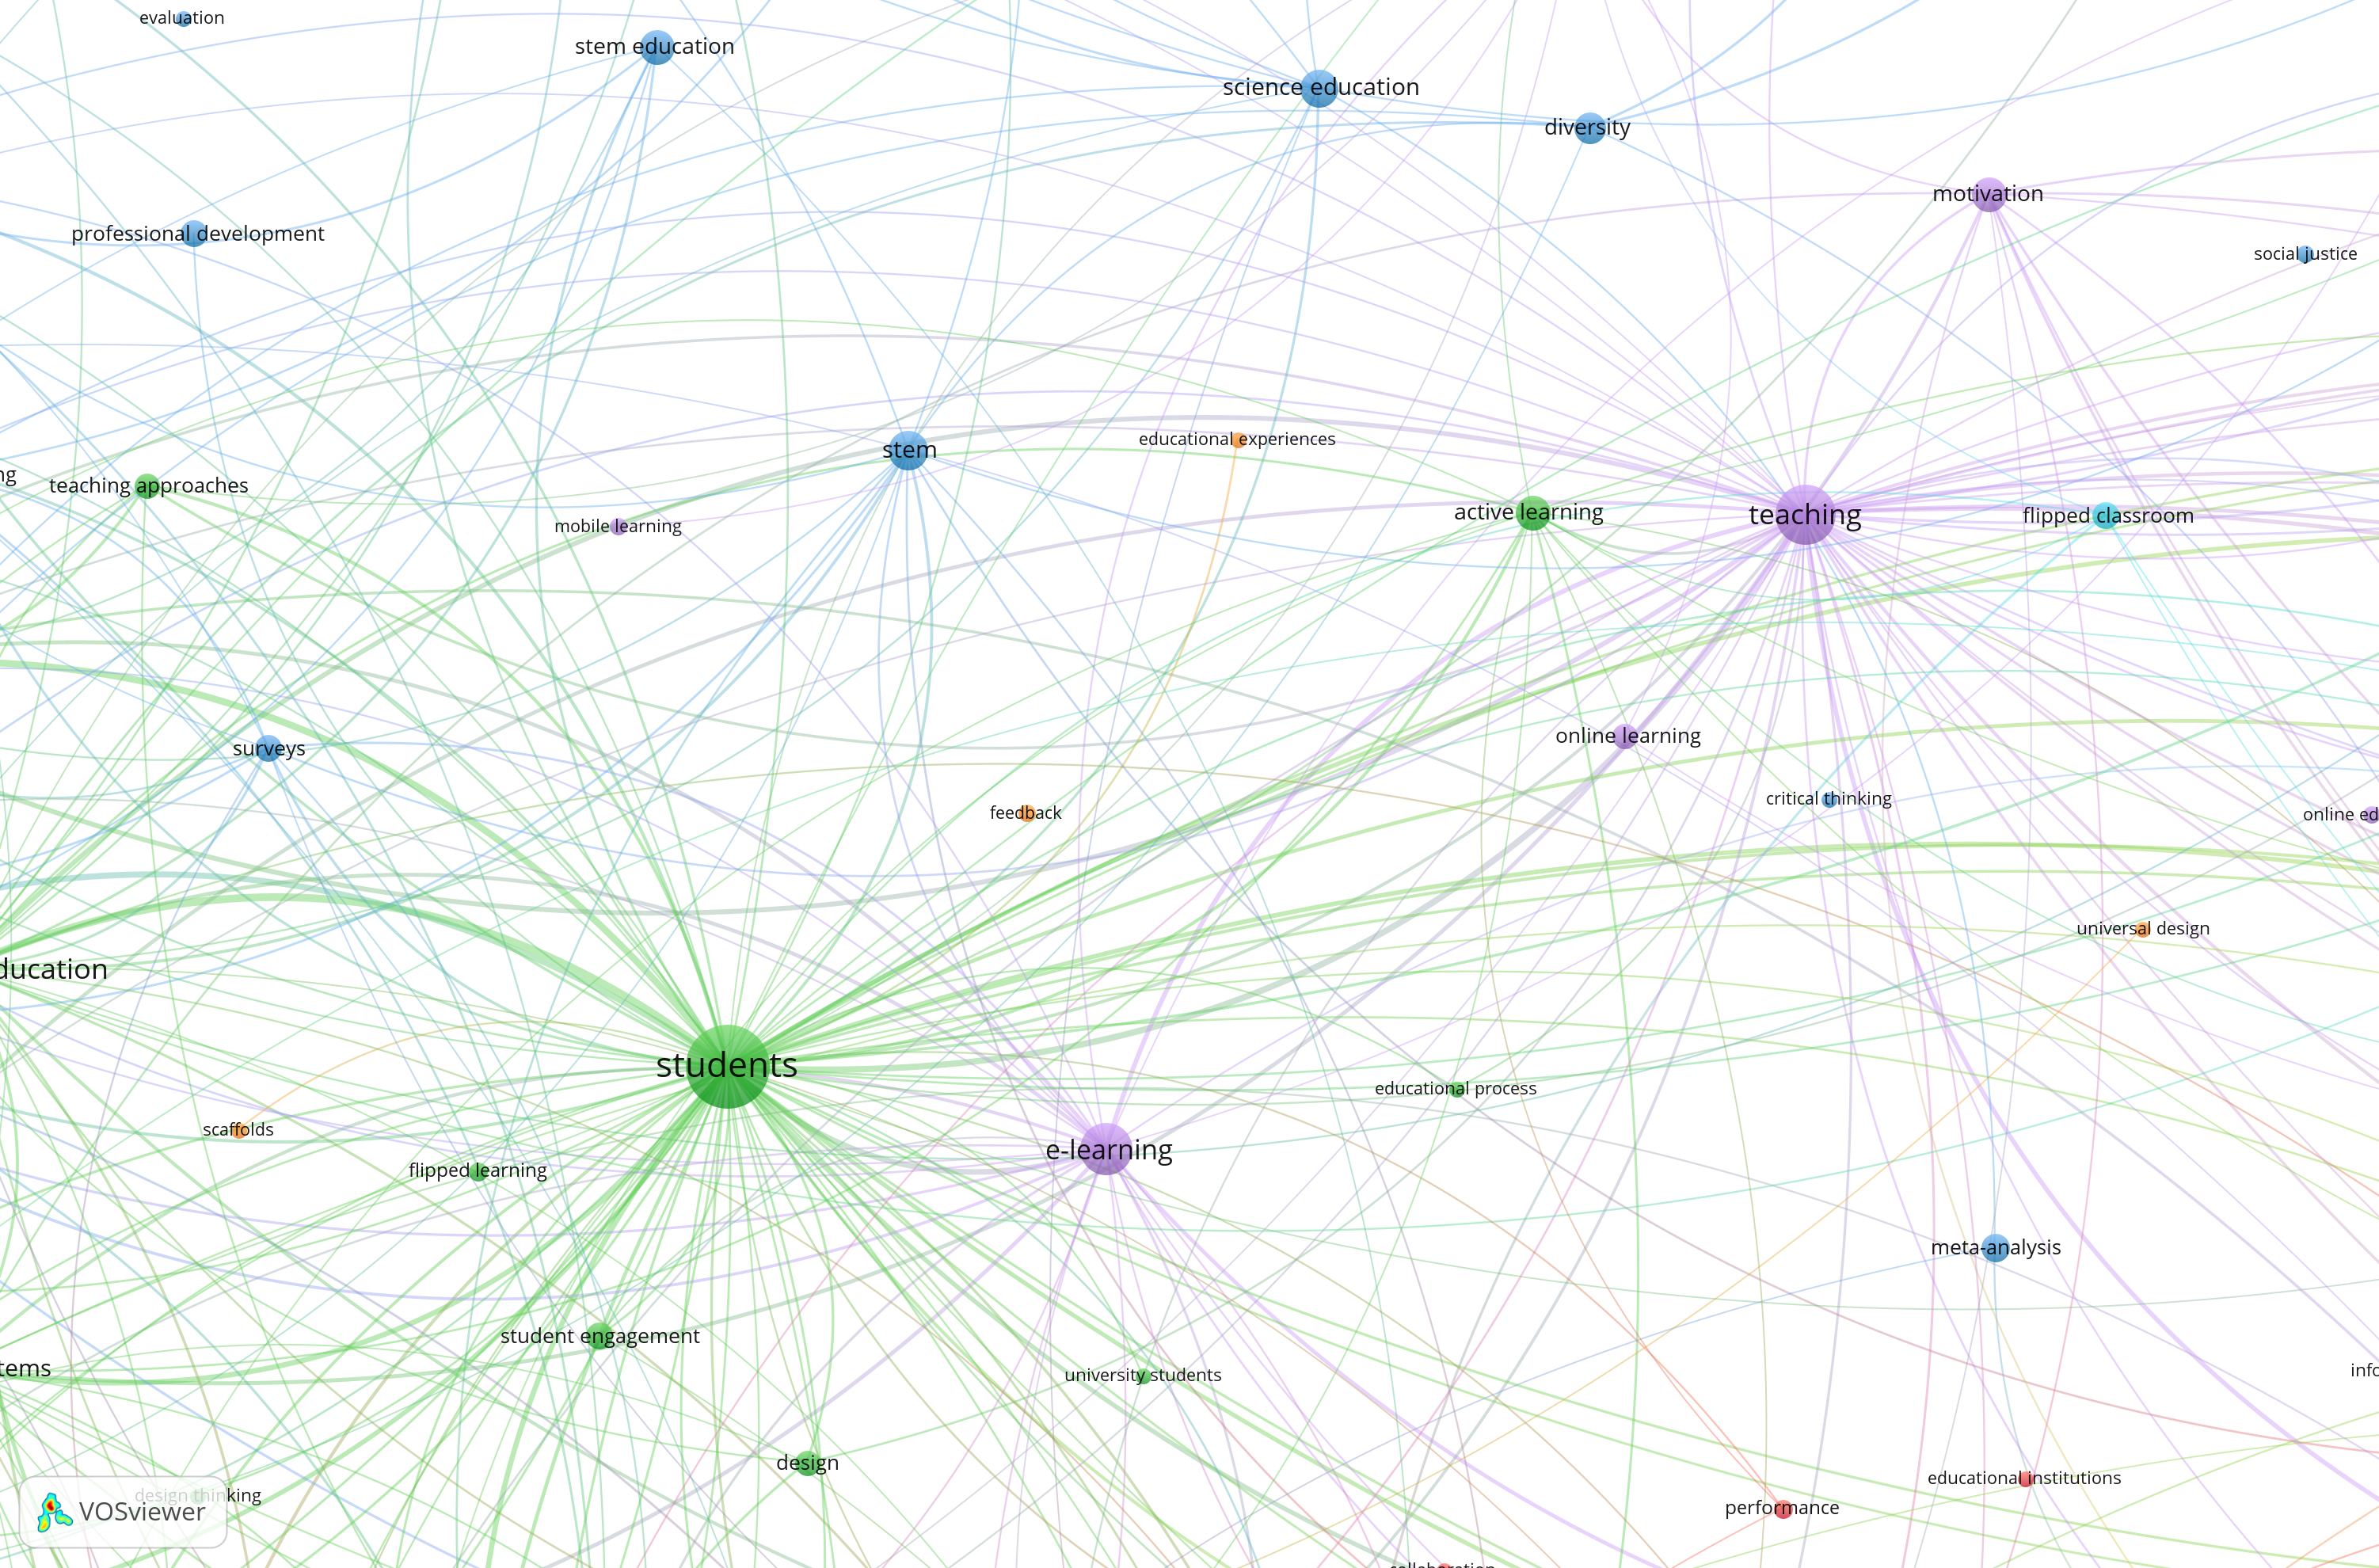 evaluation
stem education
science education
diversity
motivation
professional development
social justice
educational experiences
stem
ng
teaching approaches
mobile learning
active learning
teaching
flipped classroom
online learning
surveys
critical thinking
feedback
online ed
universal design
ducation
students
educational process
scaffolds
e-learning
flipped learning
meta-analysis
student engagement
tems
university students
info
design
educational institutions
design thinking
performance
VOSviewer
collaboration